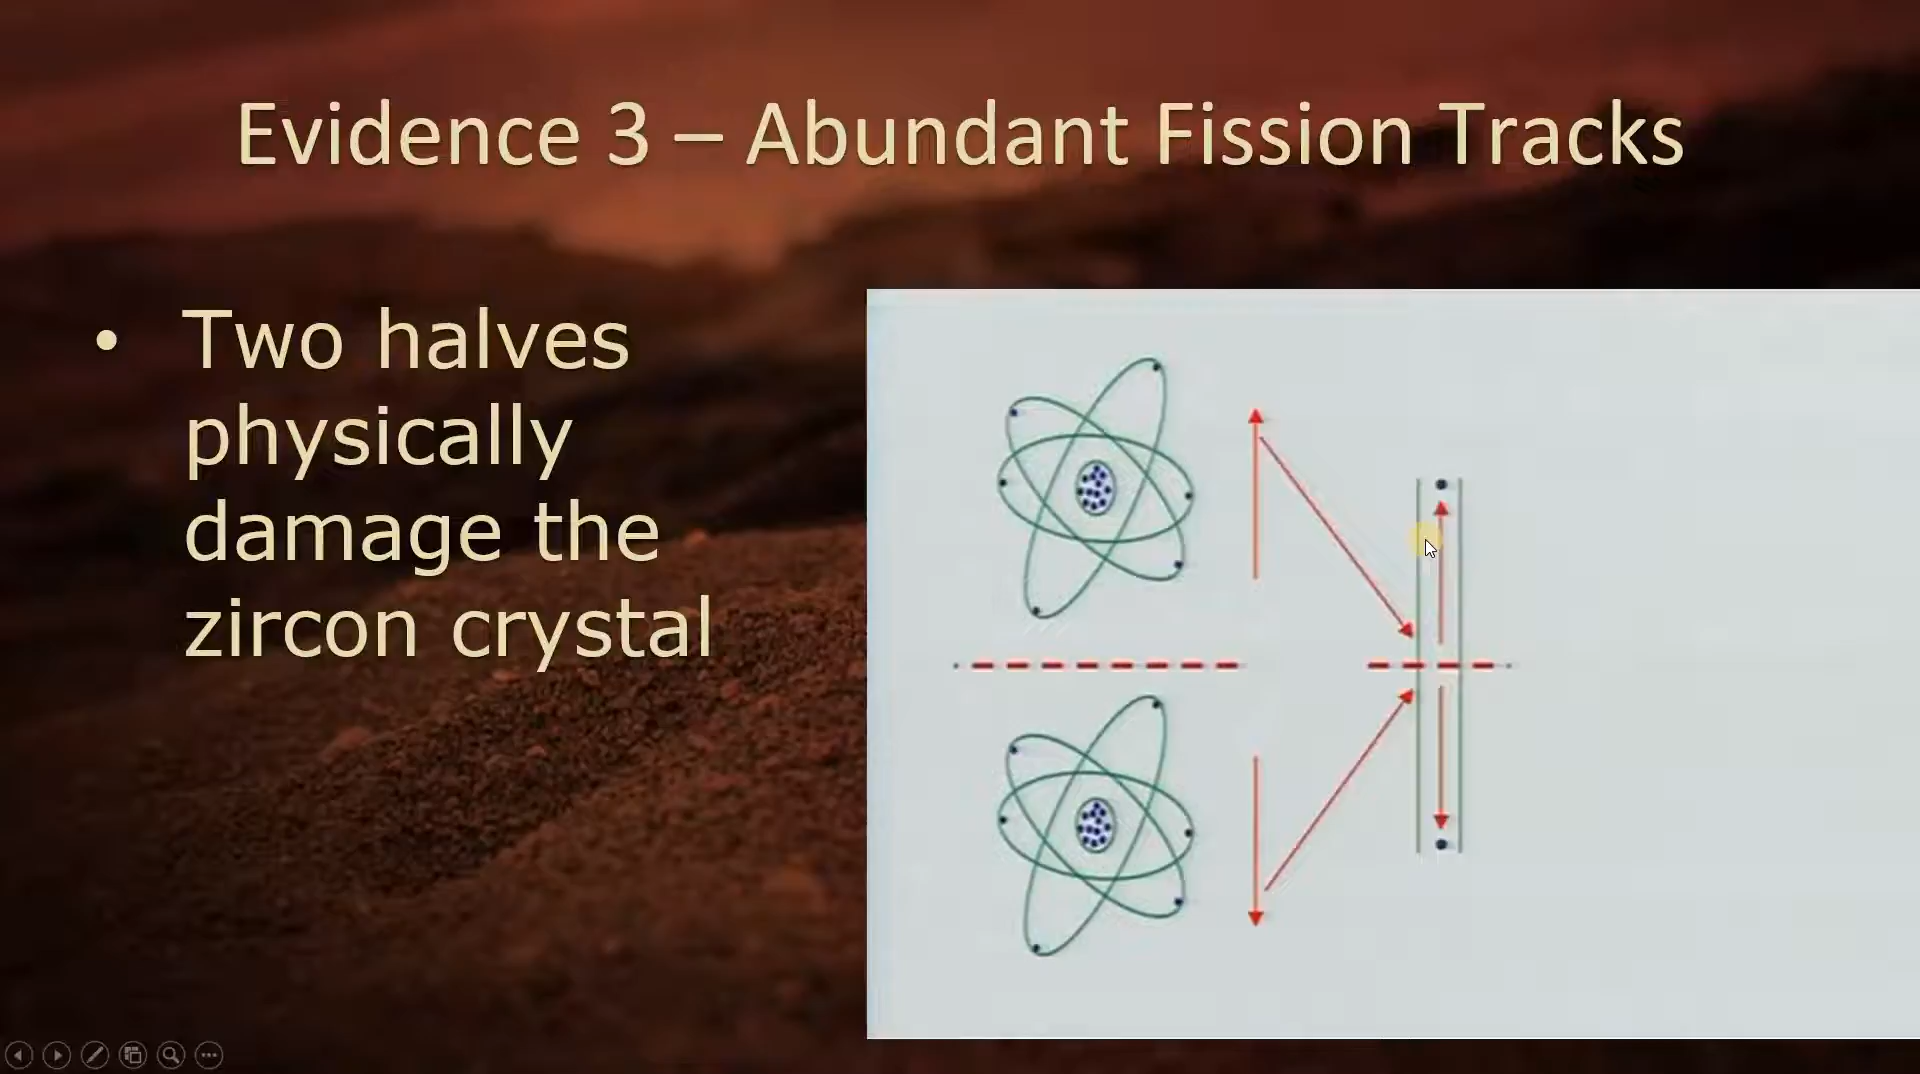 Evidence 3 – Abundant Fission Tracks
• Two halves
physically
damage the
zircon crystal